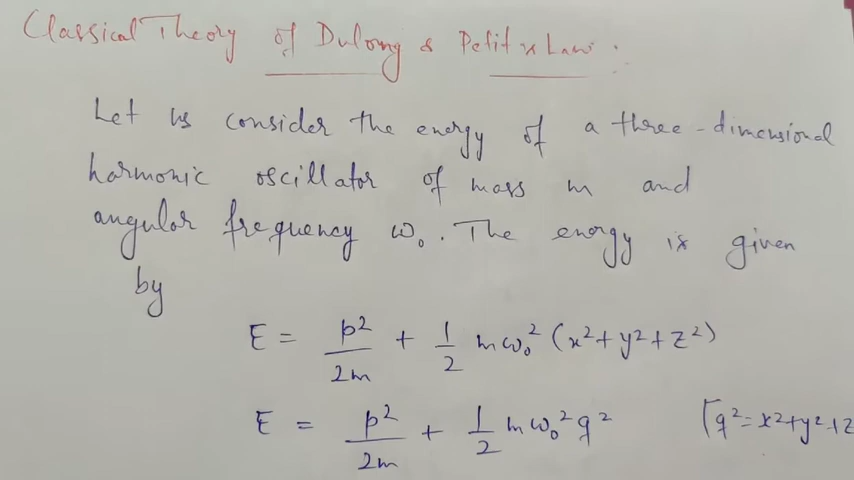 Classical Theory of Dulong & Petit's Law :
Let us consider the energy of a three-dimensional
harmonic oscillator of mass m and
angular frequency ω₀. The energy is given
by
E = p²/2m + 1/2 mω₀² (x²+y²+z²)
E = p²/2m + 1/2 mω₀²q² [q²=x²+y²+z